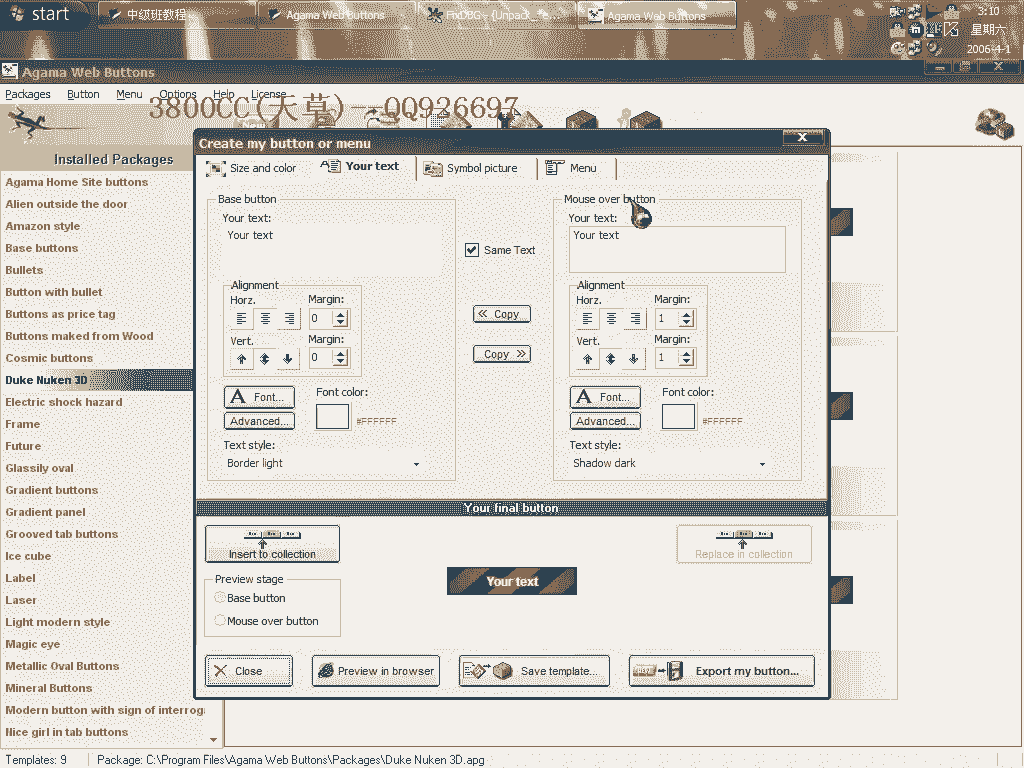 start
中级班教程
Agama Web Buttons
Agama Web Buttons
3:10
星期六
2006-4-1
Agama Web Buttons
Packages Button Menu Options Help License
3800CC(天草)--QQ926697
Installed Packages
Agama Home Site buttons
Alien outside the door
Amazon style
Base buttons
Bullets
Button with bullet
Buttons as price tag
Buttons maked from Wood
Cosmic buttons
Duke Nuken 3D
Electric shock hazard
Frame
Future
Glassily oval
Gradient buttons
Gradient panel
Grooved tab buttons
Ice cube
Label
Laser
Light modern style
Magic eye
Metallic Oval Buttons
Mineral Buttons
Modern button with sign of interroga
Nice girl in tab buttons
Create my button or menu
Size and color
Your text
Symbol picture
Menu
Base button
Your text:
Your text
Alignment
Horz. Margin:
0
Vert. Margin:
0
A Font...
Font color:
Advanced...
#FFFFFF
Text style:
Border light
Same Text
« Copy
Copy »
Mouse over button
Your text:
Your text
Alignment
Horz. Margin:
1
Vert. Margin:
1
A Font...
Font color:
Advanced...
#FFFFFF
Text style:
Shadow dark
Your final button
Insert to collection
Replace in collection
Preview stage
Base button
Mouse over button
Your text
Close
Preview in browser
Save template...
Export my button...
Templates: 9
Package: C:\Program Files\Agama Web Buttons\Packages\Duke Nuken 3D.apg